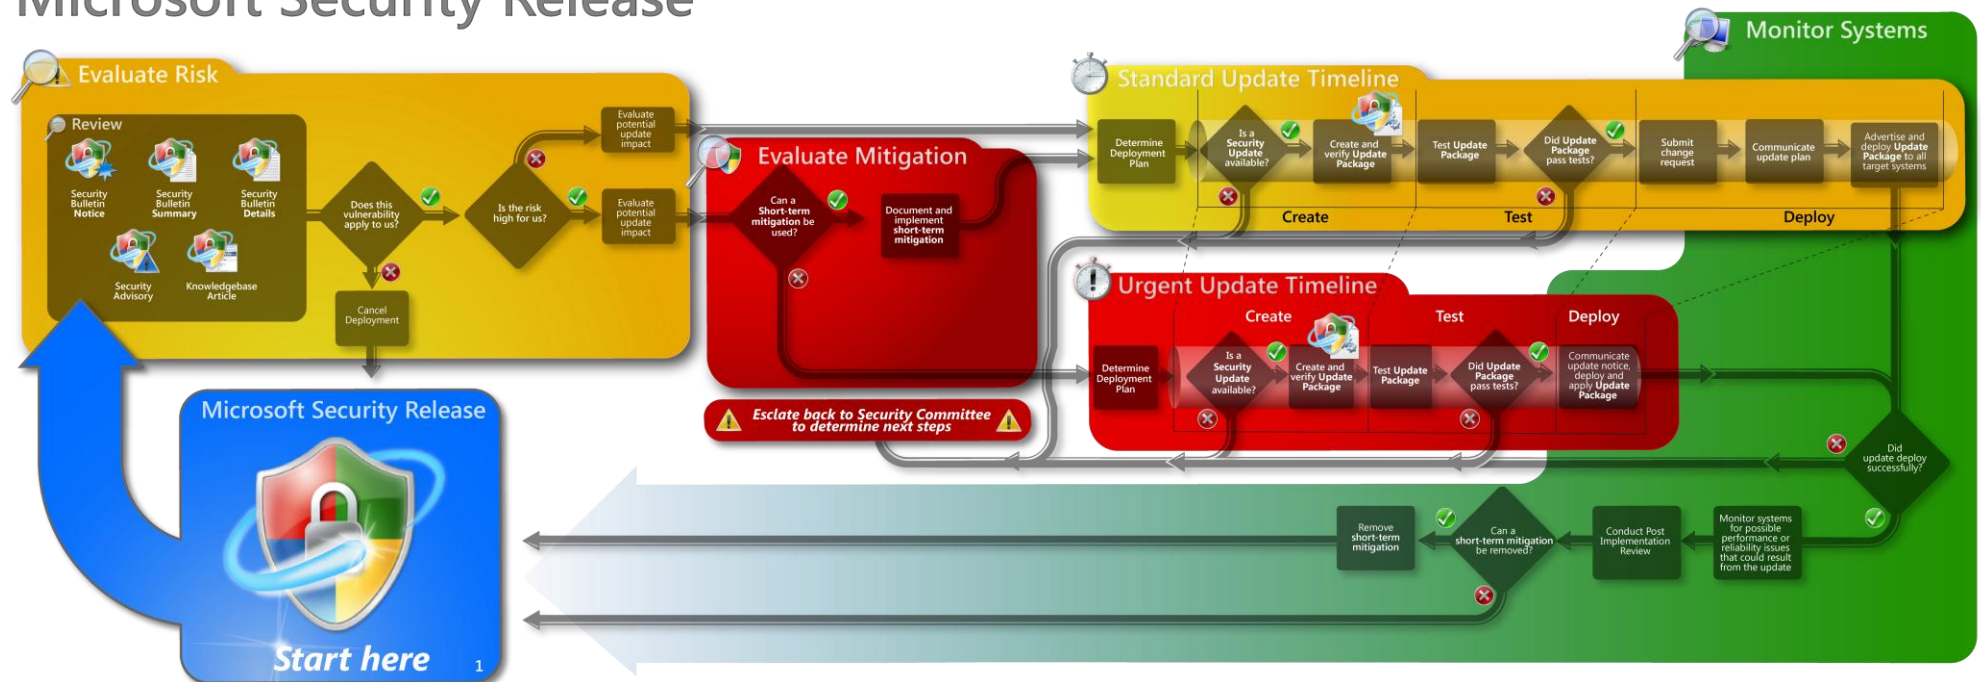 Microsoft Security Release
Evaluate Risk
Review
Security
Bulletin
Notice
Security
Bulletin
Summary
Security
Bulletin
Details
Security
Advisory
Knowledgebase
Article
Does this
vulnerability
apply to us?
Cancel
Deployment
Is the risk
high for us?
Evaluate
potential
update
impact
Evaluate
potential
update
impact
Evaluate Mitigation
Can a
Short-term
mitigation be
used?
Document and
implement
short-term
mitigation
Esclate back to Security Committee
to determine next steps
Standard Update Timeline
Determine
Deployment
Plan
Is a
Security
Update
available?
Create and
verify Update
Package
Test Update
Package
Did Update
Package
pass tests?
Submit
change
request
Communicate
update plan
Advertise and
deploy Update
Package to all
target systems
Create
Test
Deploy
Urgent Update Timeline
Create
Test
Deploy
Determine
Deployment
Plan
Is a
Security
Update
available?
Create and
verify Update
Package
Test Update
Package
Did Update
Package
pass tests?
Communicate
update notice,
deploy and
apply Update
Package
Monitor Systems
Did
update deploy
successfully?
Monitor systems
for possible
performance or
reliability issues
that could result
from the update
Conduct Post
Implementation
Review
Can a
short-term mitigation
be removed?
Remove
short-term
mitigation
Microsoft Security Release
Start here
1